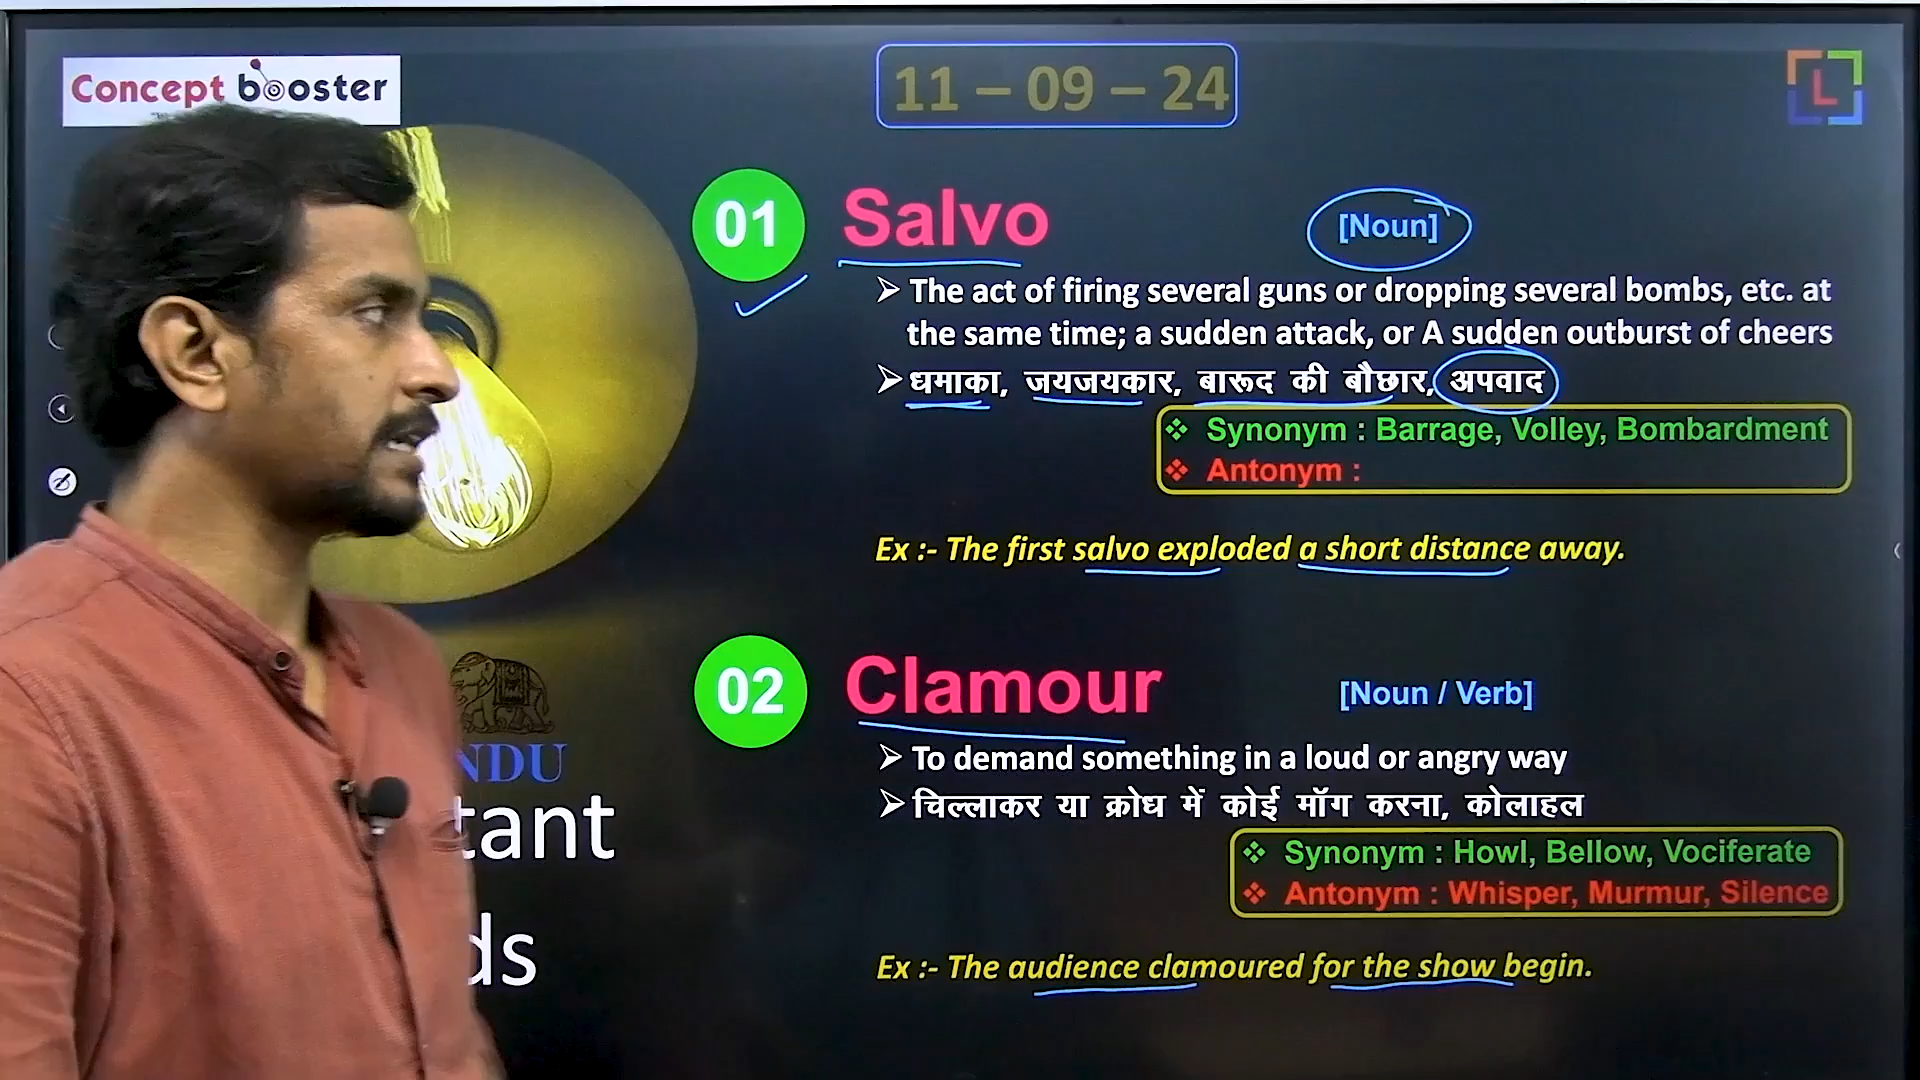 Concept booster
11 – 09 – 24
L
01 Salvo [Noun]
The act of firing several guns or dropping several bombs, etc. at
the same time; a sudden attack, or A sudden outburst of cheers
धमाका, जयजयकार, बारूद की बौछार, अपवाद
Synonym : Barrage, Volley, Bombardment
Antonym :
Ex :- The first salvo exploded a short distance away.
02 Clamour [Noun / Verb]
To demand something in a loud or angry way
चिल्लाकर या क्रोध में कोई मॉग करना, कोलाहल
Synonym : Howl, Bellow, Vociferate
Antonym : Whisper, Murmur, Silence
Ex :- The audience clamoured for the show begin.
NDU
tant
ds